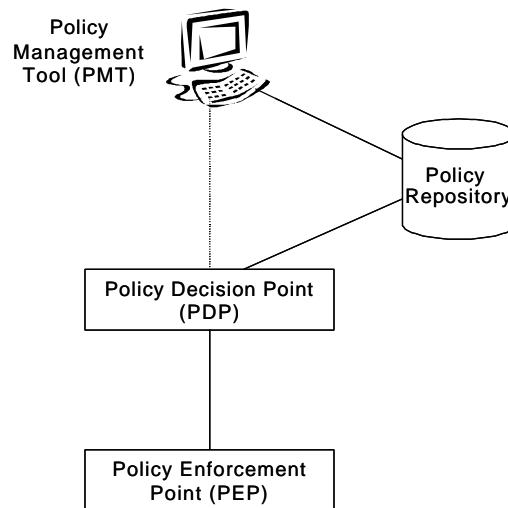 Policy
Management
Tool (PMT)
Policy
Repository
Policy Decision Point
(PDP)
Policy Enforcement
Point (PEP)